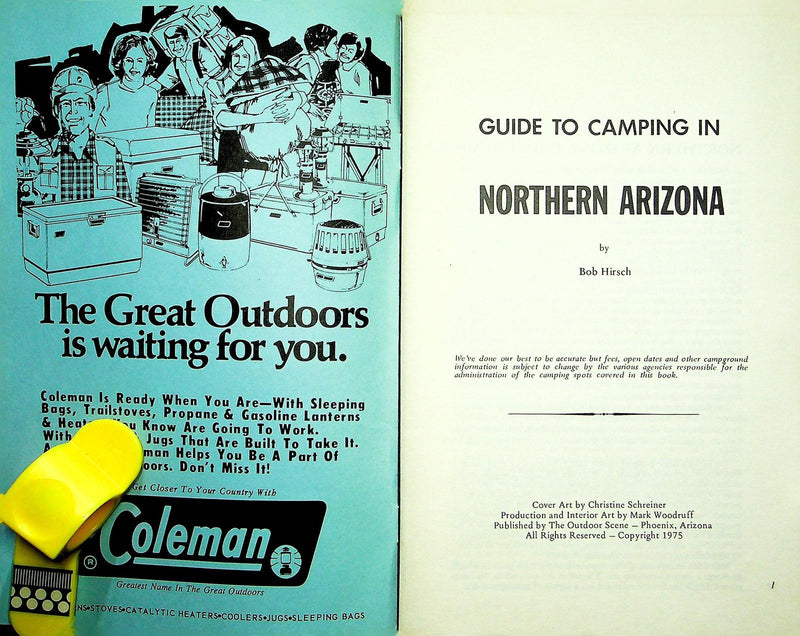 The Great Outdoors
is waiting for you.
Coleman Is Ready When You Are—With Sleeping
Bags, Trailstoves, Propane & Gasoline Lanterns
& You Know Are Going To Work.
With Jugs That Are Built To Take It.
Helps You Be A Part Of
Don't Miss It!
Get Closer To Your Country With
Coleman
®
Greatest Name In The Great Outdoors
•STOVES•CATALYTIC HEATERS•COOLERS•JUGS•SLEEPING BAGS
GUIDE TO CAMPING IN
NORTHERN ARIZONA
by
Bob Hirsch
We've done our best to be accurate but fees, open dates and other campground
information is subject to change by the various agencies responsible for the
administration of the camping spots covered in this book.
Cover Art by Christine Schreiner
Production and Interior Art by Mark Woodruff
Published by The Outdoor Scene — Phoenix, Arizona
All Rights Reserved — Copyright 1975
1